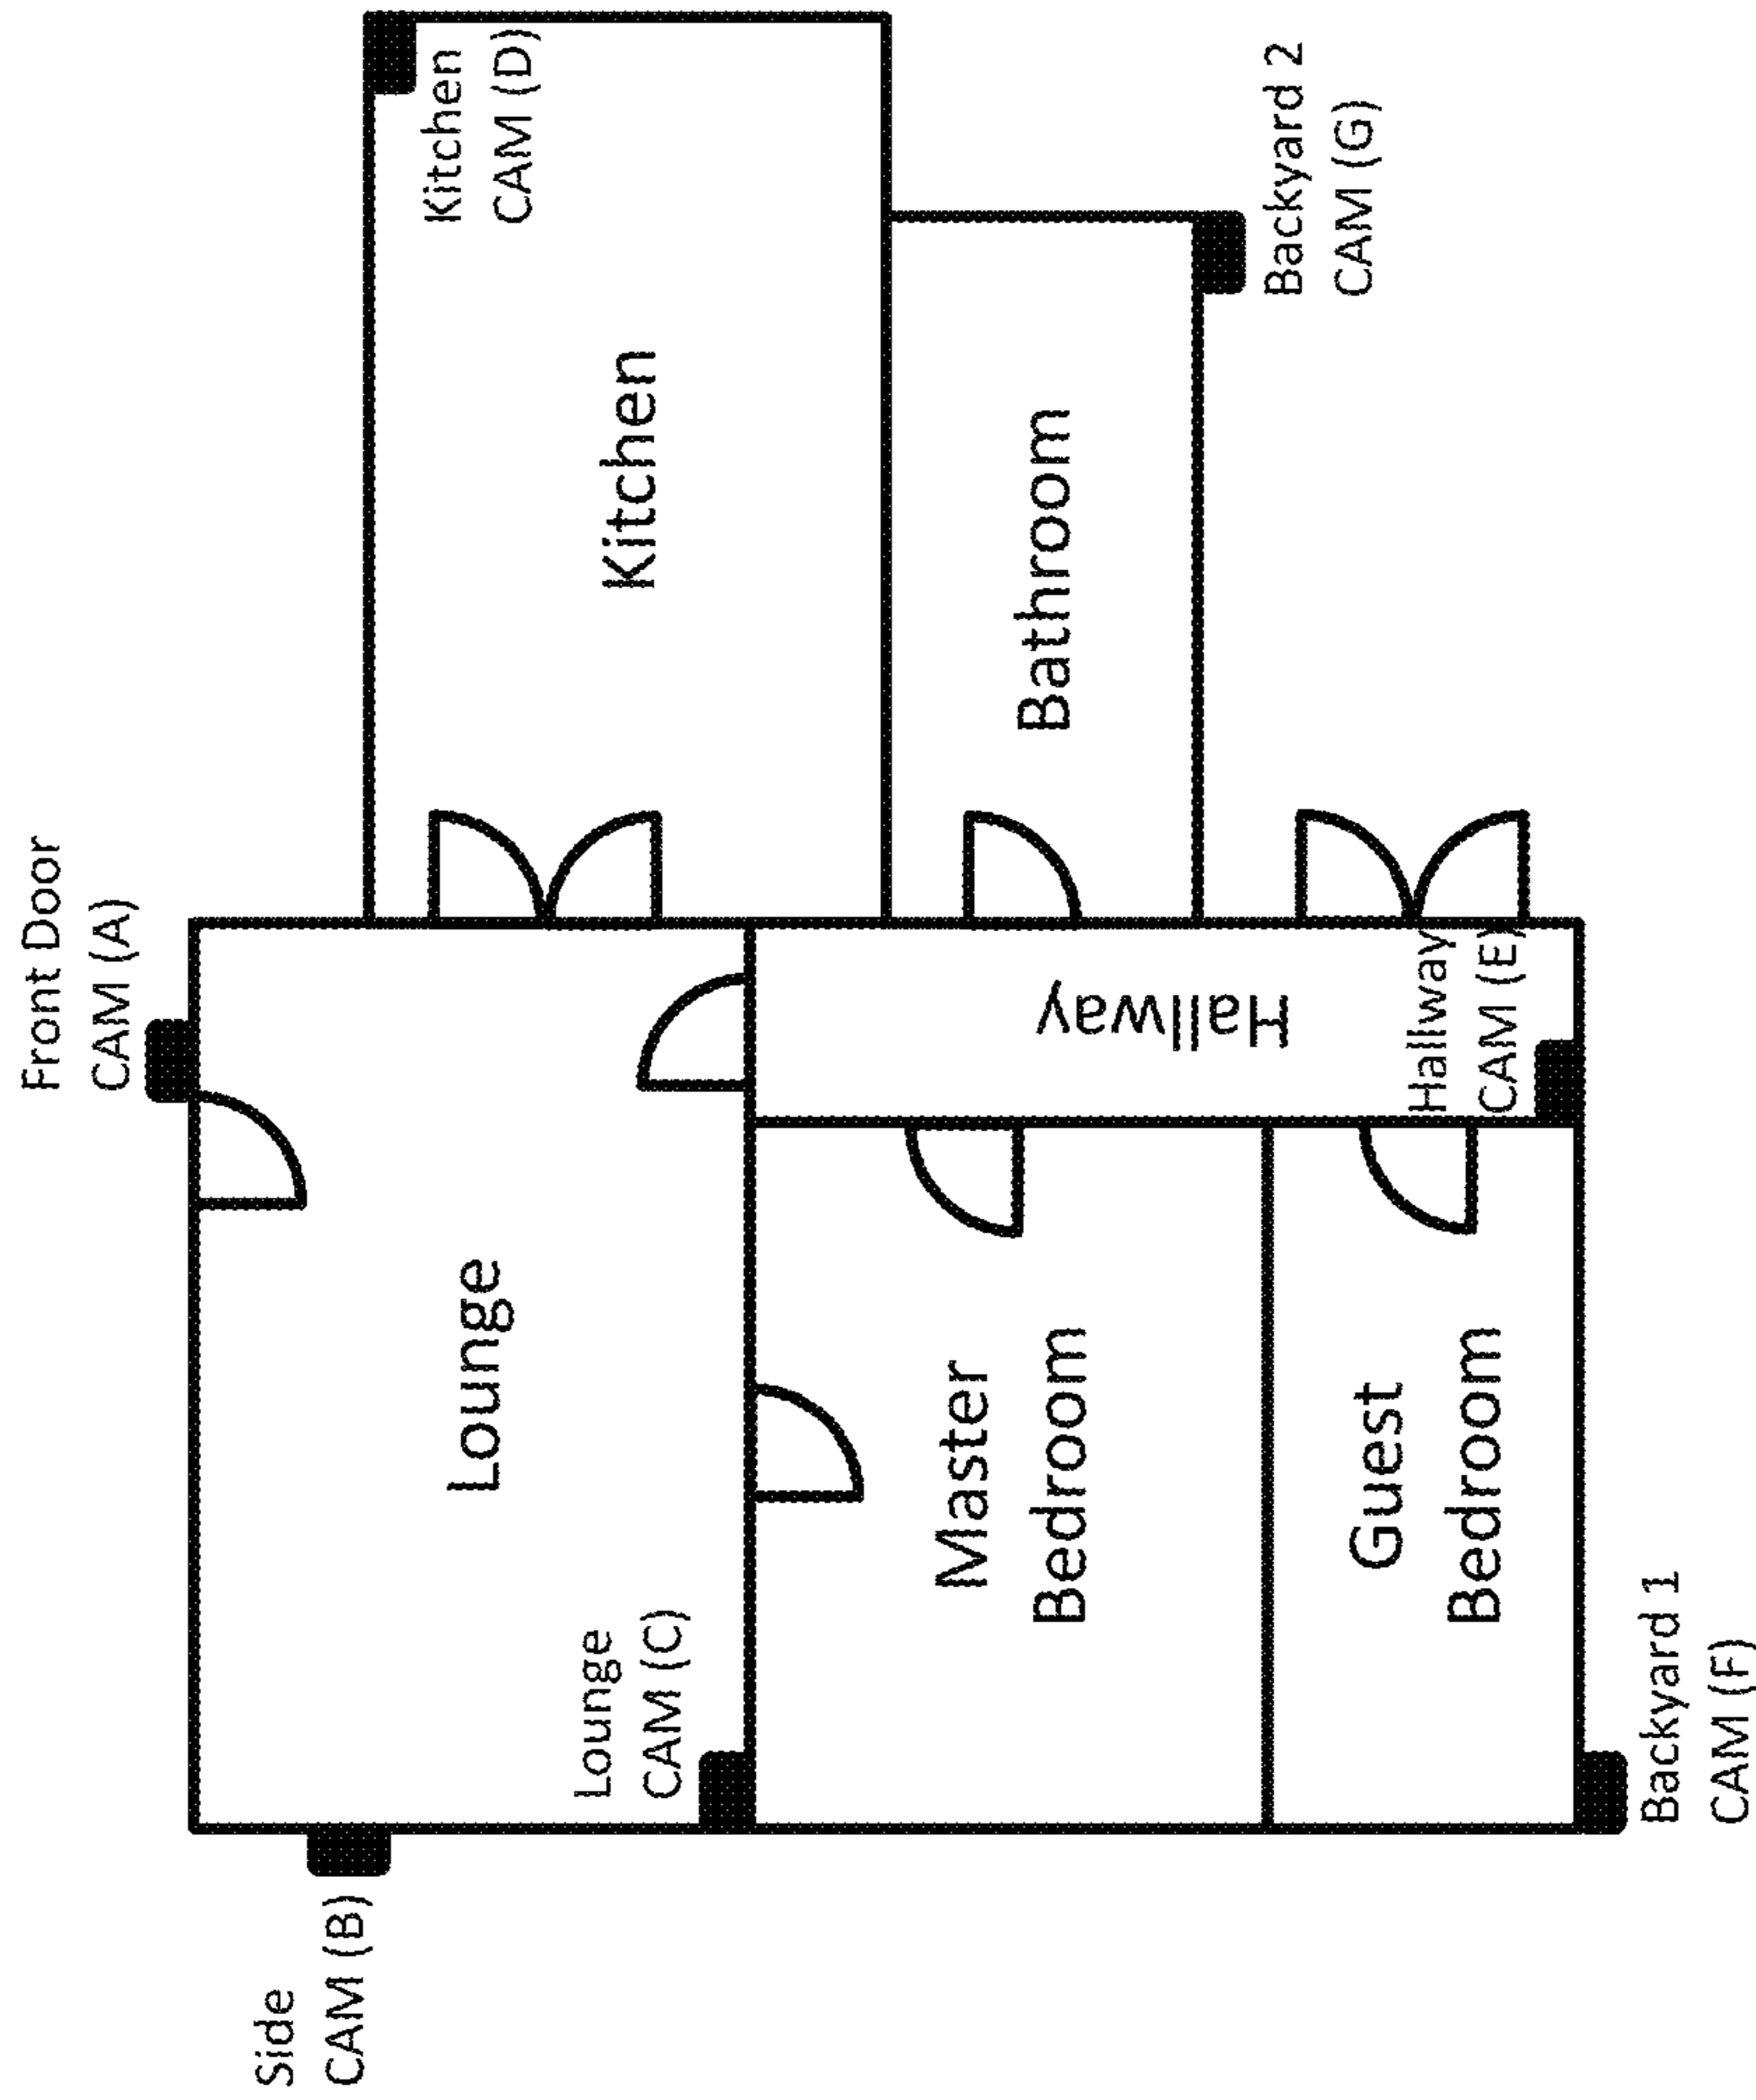 Front Door
CAM (A)
Side
CAM (B)
Lounge
Lounge
CAM (C)
Kitchen
Kitchen
CAM (D)
Master
Bedroom
Guest
Bedroom
Hallway
Hallway
CAM (E)
Bathroom
Backyard 1
CAM (F)
Backyard 2
CAM (G)